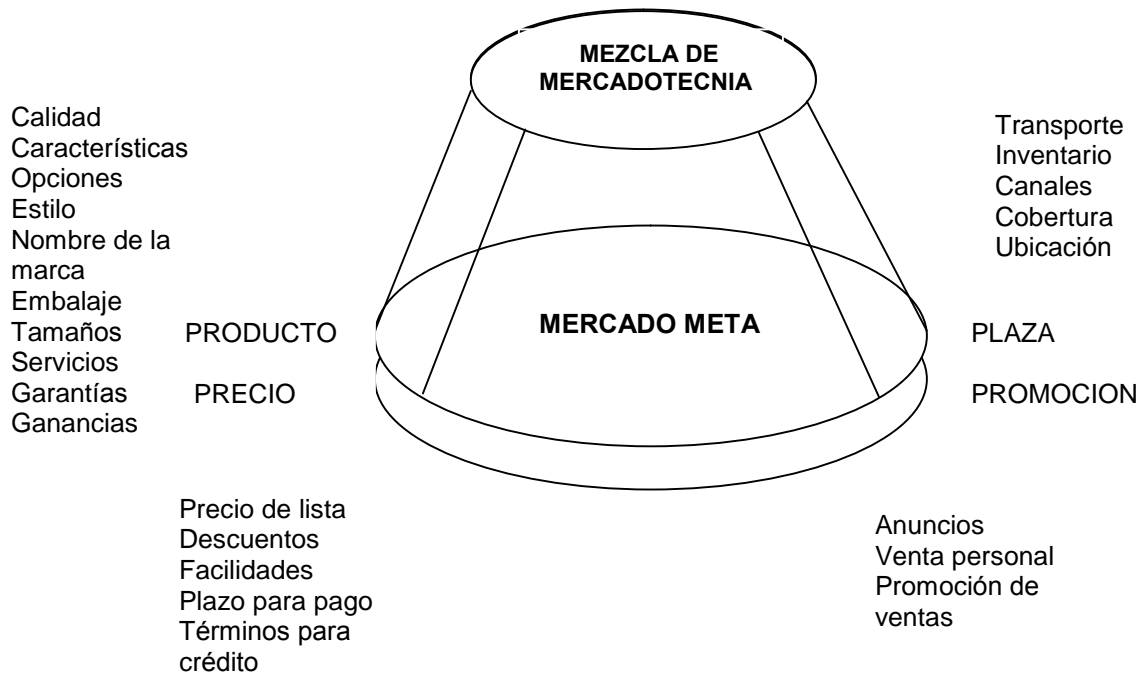 MEZCLA DE
MERCADOTECNIA
Calidad
Características
Opciones
Estilo
Nombre de la
marca
Embalaje
Tamaños
Servicios
Garantías
Ganancias
Transporte
Inventario
Canales
Cobertura
Ubicación
PRODUCTO
MERCADO META
PLAZA
PRECIO
PROMOCION
Precio de lista
Descuentos
Facilidades
Plazo para pago
Términos para
crédito
Anuncios
Venta personal
Promoción de
ventas